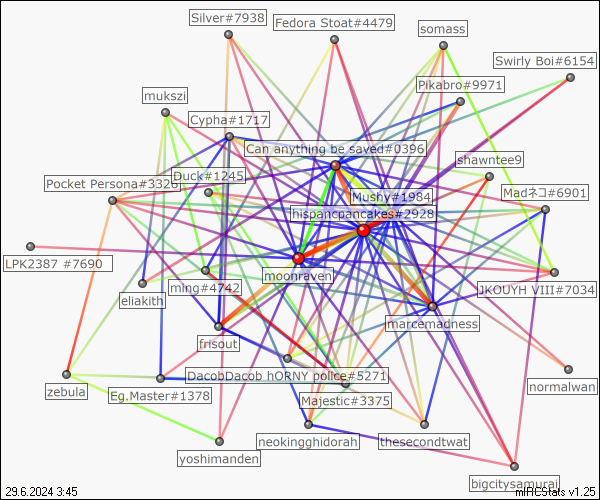 Silver#7938
Fedora Stoat#4479
somass
Swirly Boi#6154
Pikabro#9971
mukszi
Cypha#1717
Can anything be saved#0396
shawntee9
Duck#1245
Pocket Persona#3326
Mushy#1984
Madネコ#6901
hispancpancakes#2928
LPK2387 #7690
moonraven
ming#4742
JKOUYH VIII#7034
eliakith
marcemadness
frisout
DacobDacob hORNY police#5271
zebula
Eg.Master#1378
Majestic#3375
normalwan
neokingghidorah
thesecondtwat
yoshimanden
bigcitysamurai
29.6.2024 3:45
mIRCStats v1.25